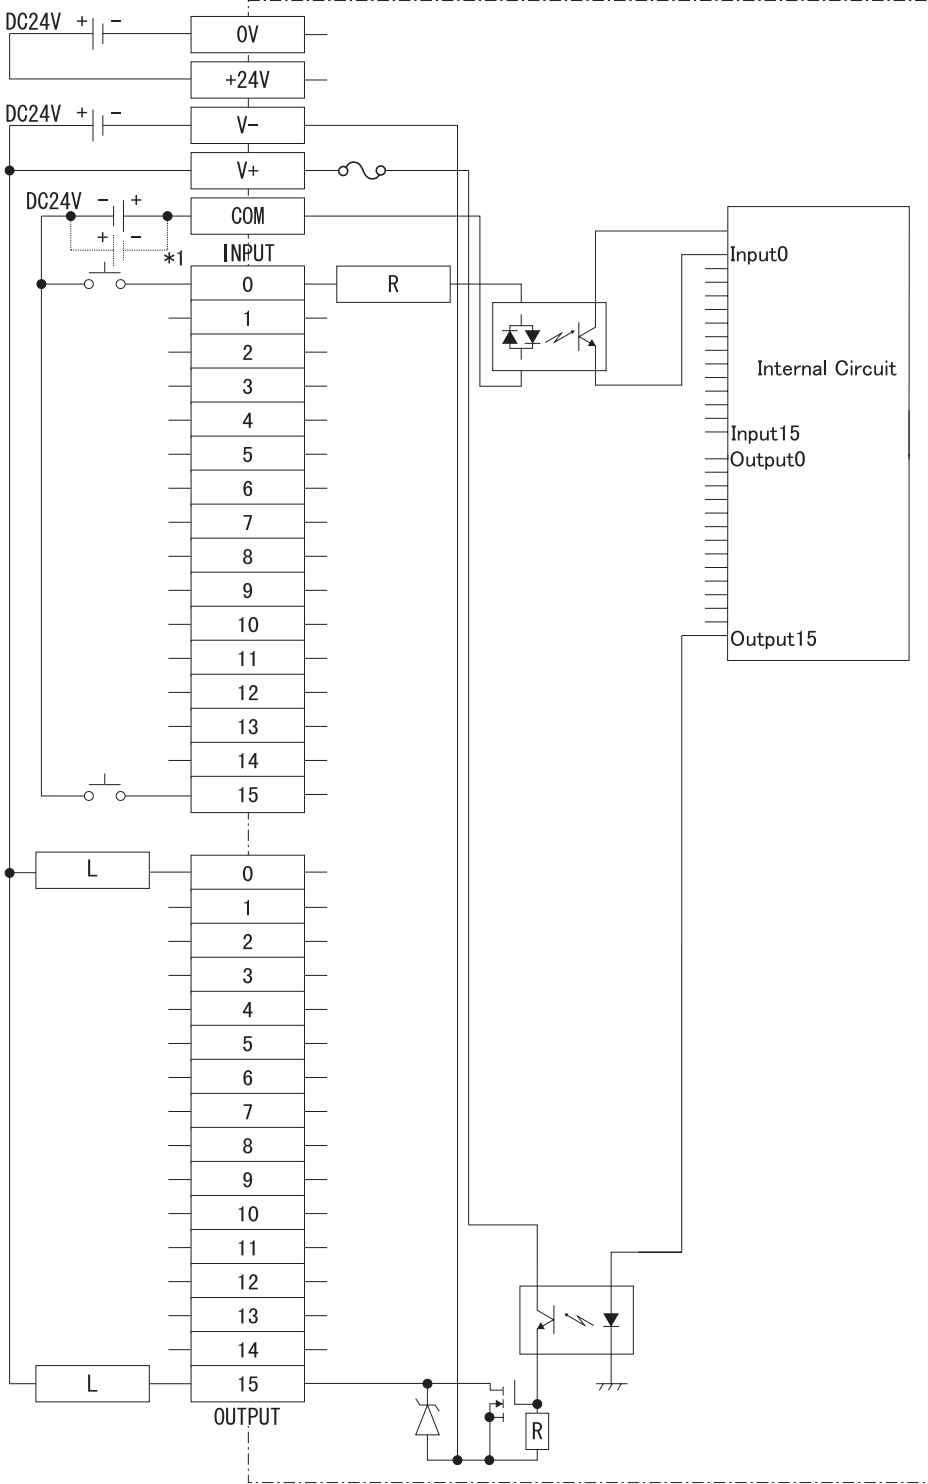 DC24V + − 0V
+24V
DC24V + − V-
V+
DC24V − + COM
+ − *1
INPUT
0 R
1
2
3
4
5
6
7
8
9
10
11
12
13
14
15
Input0
Internal Circuit
Input15
Output0
Output15
L 0
1
2
3
4
5
6
7
8
9
10
11
12
13
14
L 15
OUTPUT
R